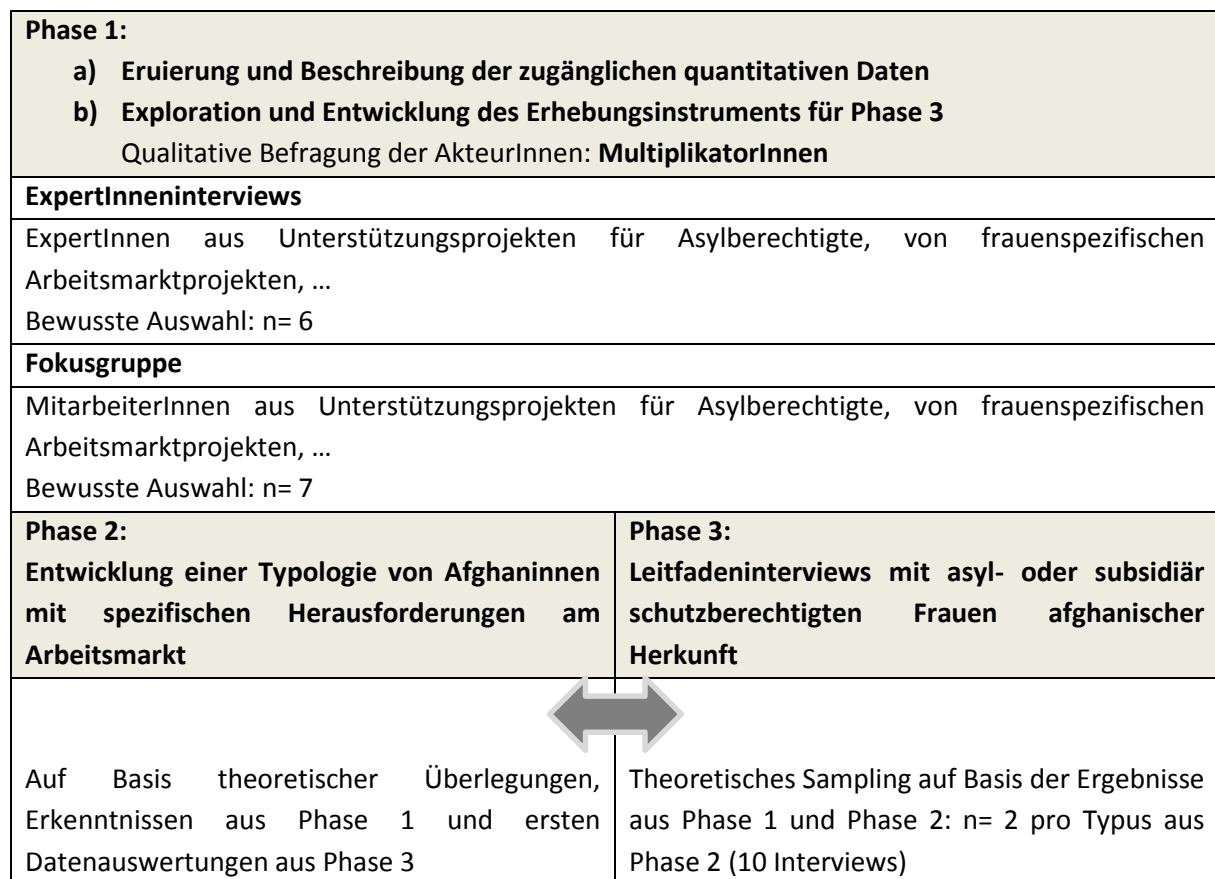 Phase 1:
a) Eruierung und Beschreibung der zugänglichen quantitativen Daten
b) Exploration und Entwicklung des Erhebungsinstruments für Phase 3
Qualitative Befragung der AkteurInnen: MultiplikatorInnen
ExpertInneninterviews
ExpertInnen aus Unterstützungsprojekten für Asylberechtigte, von frauenspezifischen
Arbeitsmarktprojekten, ...
Bewusste Auswahl: n= 6
Fokusgruppe
MitarbeiterInnen aus Unterstützungsprojekten für Asylberechtigte, von frauenspezifischen
Arbeitsmarktprojekten, ...
Bewusste Auswahl: n= 7
Phase 2:
Entwicklung einer Typologie von Afghaninnen
mit spezifischen Herausforderungen am
Arbeitsmarkt
Phase 3:
Leitfadeninterviews mit asyl- oder subsidiär
schutzberechtigten Frauen afghanischer
Herkunft
Auf Basis theoretischer Überlegungen,
Erkenntnissen aus Phase 1 und ersten
Datenauswertungen aus Phase 3
Theoretisches Sampling auf Basis der Ergebnisse
aus Phase 1 und Phase 2: n= 2 pro Typus aus
Phase 2 (10 Interviews)